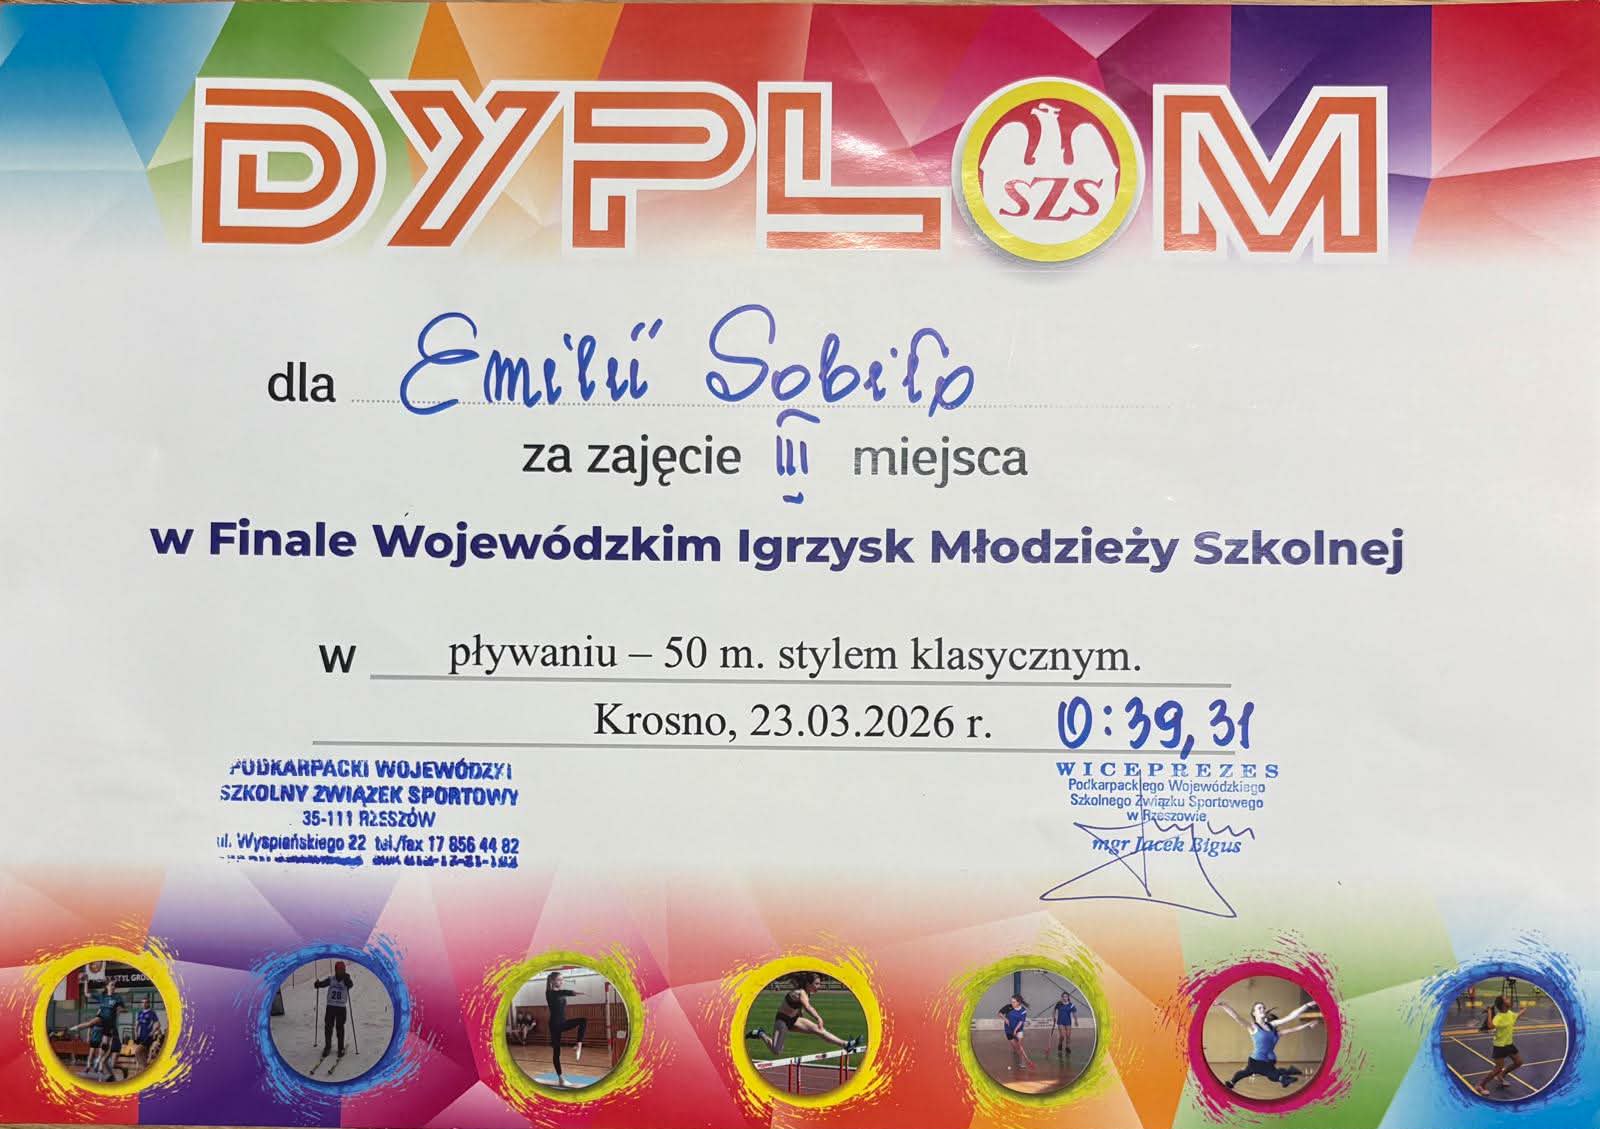 DYPLOM
SZS
dla Emilii Sobiło
za zajęcie III miejsca
w Finale Wojewódzkim Igrzysk Młodzieży Szkolnej
w pływaniu – 50 m. stylem klasycznym.
Krosno, 23.03.2026 r. 0:39,31
PODKARPACKI WOJEWÓDZKI
SZKOLNY ZWIĄZEK SPORTOWY
35-111 RZESZÓW
ul. Wyspiańskiego 22 tel./fax 17 856 44 82
WICEPREZES
Podkarpackiego Wojewódzkiego
Szkolnego Związku Sportowego
w Rzeszowie
mgr Jacek Bigus
28